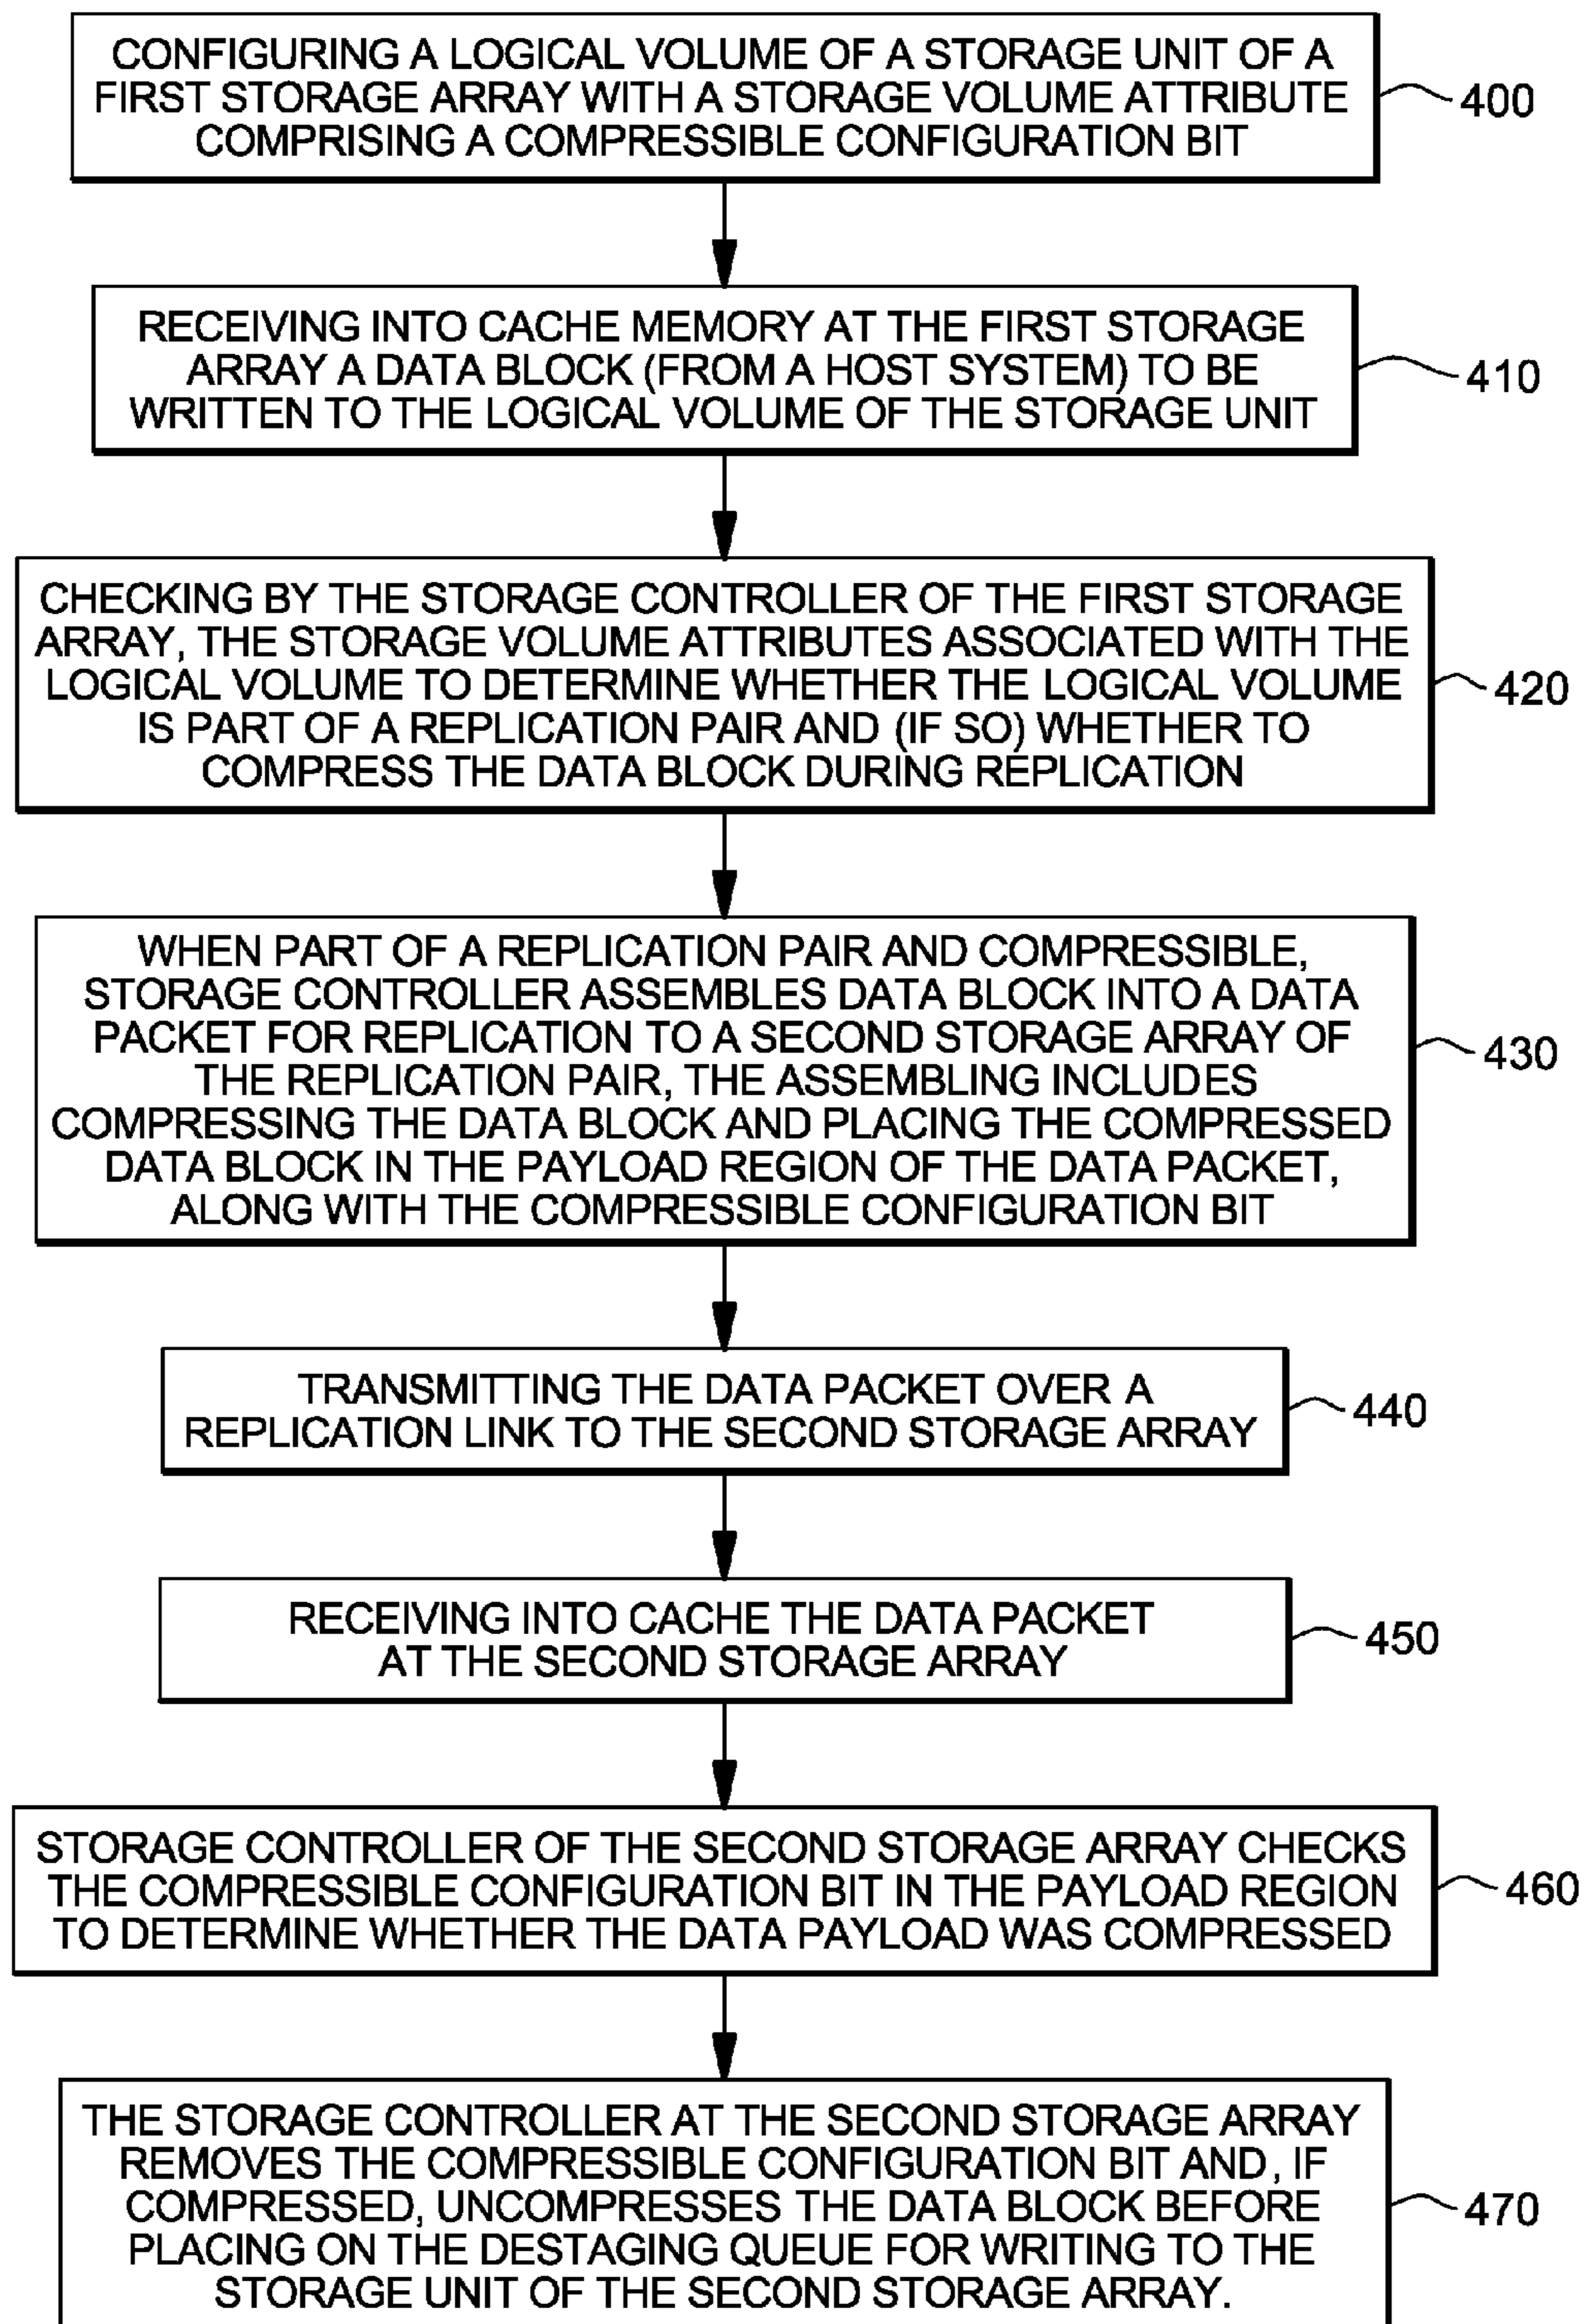 CONFIGURING A LOGICAL VOLUME OF A STORAGE UNIT OF A
FIRST STORAGE ARRAY WITH A STORAGE VOLUME ATTRIBUTE
COMPRISING A COMPRESSIBLE CONFIGURATION BIT
400
RECEIVING INTO CACHE MEMORY AT THE FIRST STORAGE
ARRAY A DATA BLOCK (FROM A HOST SYSTEM) TO BE
WRITTEN TO THE LOGICAL VOLUME OF THE STORAGE UNIT
410
CHECKING BY THE STORAGE CONTROLLER OF THE FIRST STORAGE
ARRAY, THE STORAGE VOLUME ATTRIBUTES ASSOCIATED WITH THE
LOGICAL VOLUME TO DETERMINE WHETHER THE LOGICAL VOLUME
IS PART OF A REPLICATION PAIR AND (IF SO) WHETHER TO
COMPRESS THE DATA BLOCK DURING REPLICATION
420
WHEN PART OF A REPLICATION PAIR AND COMPRESSIBLE,
STORAGE CONTROLLER ASSEMBLES DATA BLOCK INTO A DATA
PACKET FOR REPLICATION TO A SECOND STORAGE ARRAY OF
THE REPLICATION PAIR, THE ASSEMBLING INCLUDES
COMPRESSING THE DATA BLOCK AND PLACING THE COMPRESSED
DATA BLOCK IN THE PAYLOAD REGION OF THE DATA PACKET,
ALONG WITH THE COMPRESSIBLE CONFIGURATION BIT
430
TRANSMITTING THE DATA PACKET OVER A
REPLICATION LINK TO THE SECOND STORAGE ARRAY
440
RECEIVING INTO CACHE THE DATA PACKET
AT THE SECOND STORAGE ARRAY
450
STORAGE CONTROLLER OF THE SECOND STORAGE ARRAY CHECKS
THE COMPRESSIBLE CONFIGURATION BIT IN THE PAYLOAD REGION
TO DETERMINE WHETHER THE DATA PAYLOAD WAS COMPRESSED
460
THE STORAGE CONTROLLER AT THE SECOND STORAGE ARRAY
REMOVES THE COMPRESSIBLE CONFIGURATION BIT AND, IF
COMPRESSED, UNCOMPRESSES THE DATA BLOCK BEFORE
PLACING ON THE DESTAGING QUEUE FOR WRITING TO THE
STORAGE UNIT OF THE SECOND STORAGE ARRAY.
470